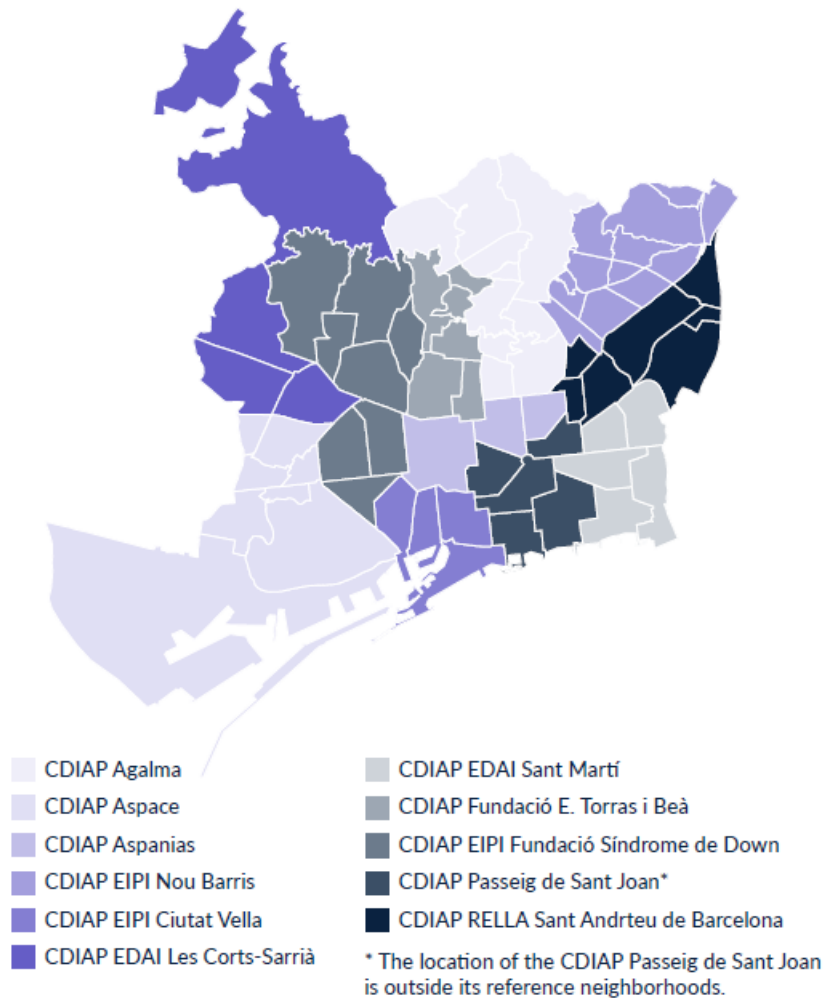 CDIAP Agalma
CDIAP Aspace
CDIAP Aspanias
CDIAP EIPI Nou Barris
CDIAP EIPI Ciutat Vella
CDIAP EDAI Les Corts-Sarrià
CDIAP EDAI Sant Martí
CDIAP Fundació E. Torras i Beà
CDIAP EIPI Fundació Síndrome de Down
CDIAP Passeig de Sant Joan*
CDIAP RELLA Sant Andrteu de Barcelona
* The location of the CDIAP Passeig de Sant Joan
is outside its reference neighborhoods.